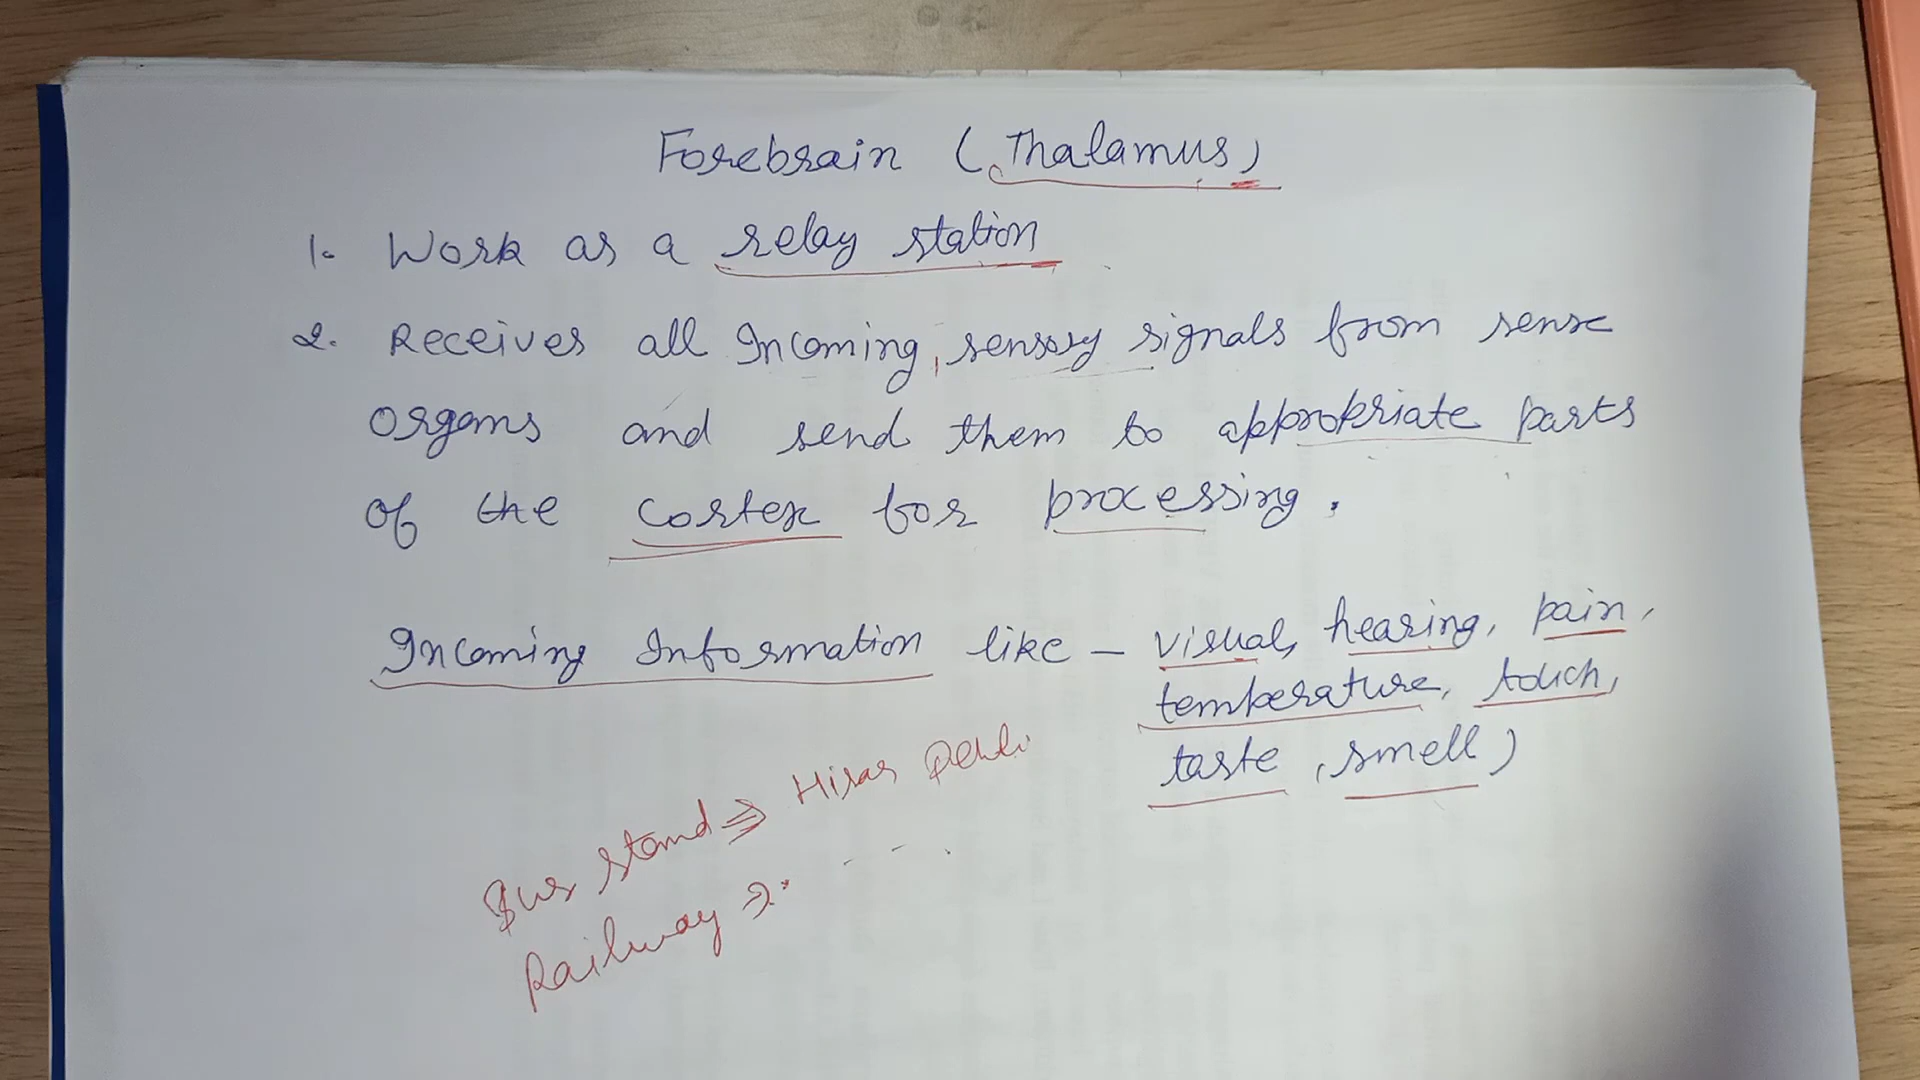 Forebrain (Thalamus)
1. Work as a relay station
2. Receives all Incoming, sensory signals from sense
organs and send them to appropriate parts
of the cortex for processing.
Incoming Information like – visual, hearing, pain,
temperature, touch,
taste, smell)
Bus stand ⇒ Hisar Dehli
Railway ⇒